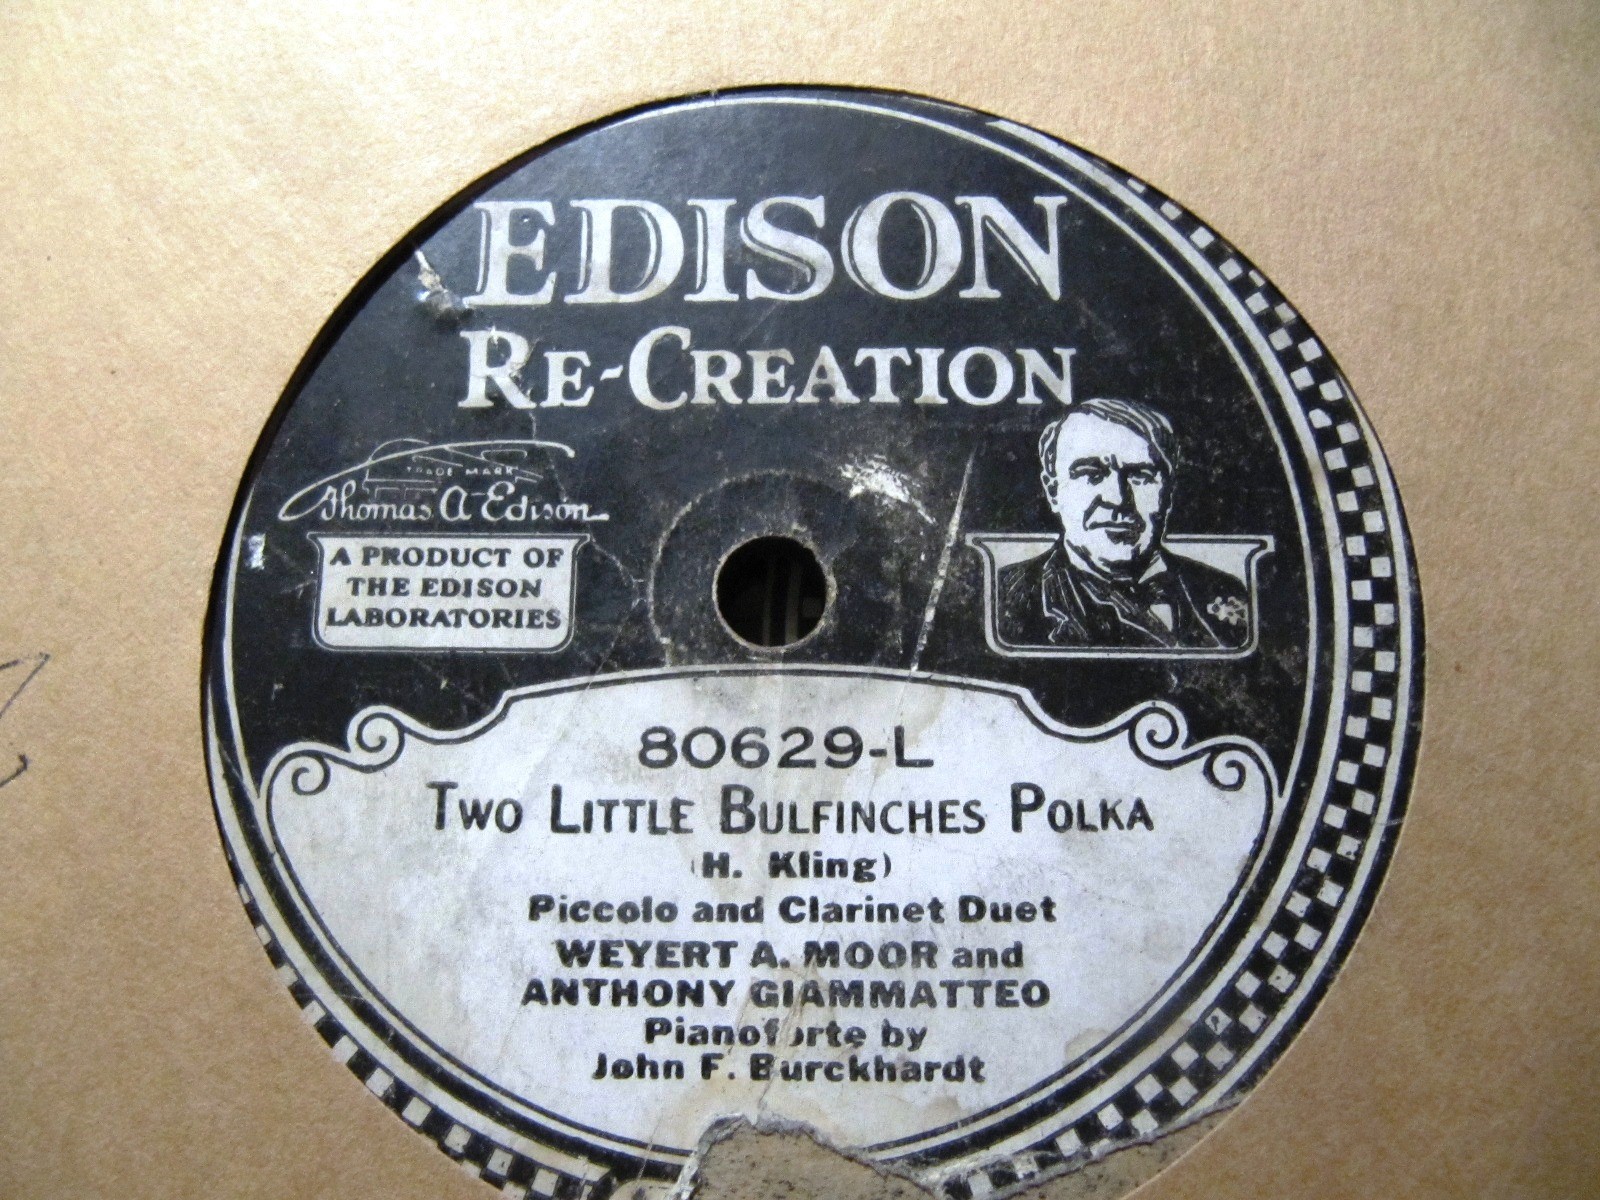 EDISON
RE-CREATION
TRADE MARK
Thomas A Edison
A PRODUCT OF
THE EDISON
LABORATORIES
80629-L
TWO LITTLE BULFINCHES POLKA
(H. Kling)
Piccolo and Clarinet Duet
WEYERT A. MOOR and
ANTHONY GIAMMATTEO
Pianoforte by
John F. Burckhardt
P